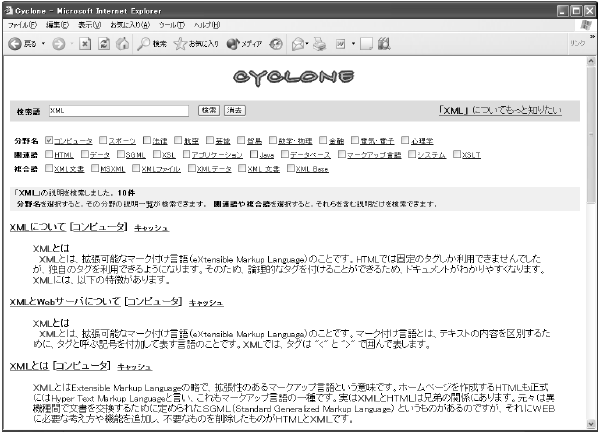 Cyclone - Microsoft Internet Explorer
ファイル(F) 編集(E) 表示(V) お気に入り(A) ツール(T) ヘルプ(H)
戻る 検索 お気に入り メディア リンク
CYCLONE
検索語 XML 検索 消去 「XML」についてもっと知りたい
分野名 コンピュータ スポーツ 法律 航空 芸能 貿易 数学・物理 金融 電気・電子 心理学
関連語 HTML データ SGML XSL アプリケーション Java データベース マークアップ言語 システム XSLT
複合語 XML文書 MSXML XMLファイル XMLデータ XML 文書 XML Base
「XML」の説明を検索しました。10件
分野名を選択すると、その分野の説明一覧が検索できます。 関連語や複合語を選択すると、それらを含む説明だけを検索できます。
XMLについて [コンピュータ] キャッシュ
XMLとは
XMLとは、拡張可能なマーク付け言語(eXtensible Markup Language)のことです。HTMLでは固定のタグしか利用できませんでした
が、独自のタグを利用できるようになります。そのため、論理的なタグを付けることができるため、ドキュメントがわかりやすくなります。
XMLには、以下の特徴があります。
XMLとWebサーバについて [コンピュータ] キャッシュ
XMLとは
XMLとは、拡張可能なマーク付け言語(eXtensible Markup Language)のことです。マーク付け言語とは、テキストの内容を区別するた
めに、タグと呼ぶ記号を付加して表す言語のことです。XMLでは、タグは "<" と ">" で囲んで表します。
XMLとは [コンピュータ] キャッシュ
XMLとはExtensible Markup Languageの略で、拡張性のあるマークアップ言語という意味です。ホームページを作成するHTMLも正式
にはHyper Text Markup Languageと言い、これもマークアップ言語の一種です。実はXMLとHTMLは兄弟の関係にあります。元々は異
機種間で文書を交換するために定められたSGML(Standard Generalized Markup Language) というものがあるのですが、それにWEB
に必要な考え方や機能を追加し、不要なものを削除したものがHTMLとXMLです。